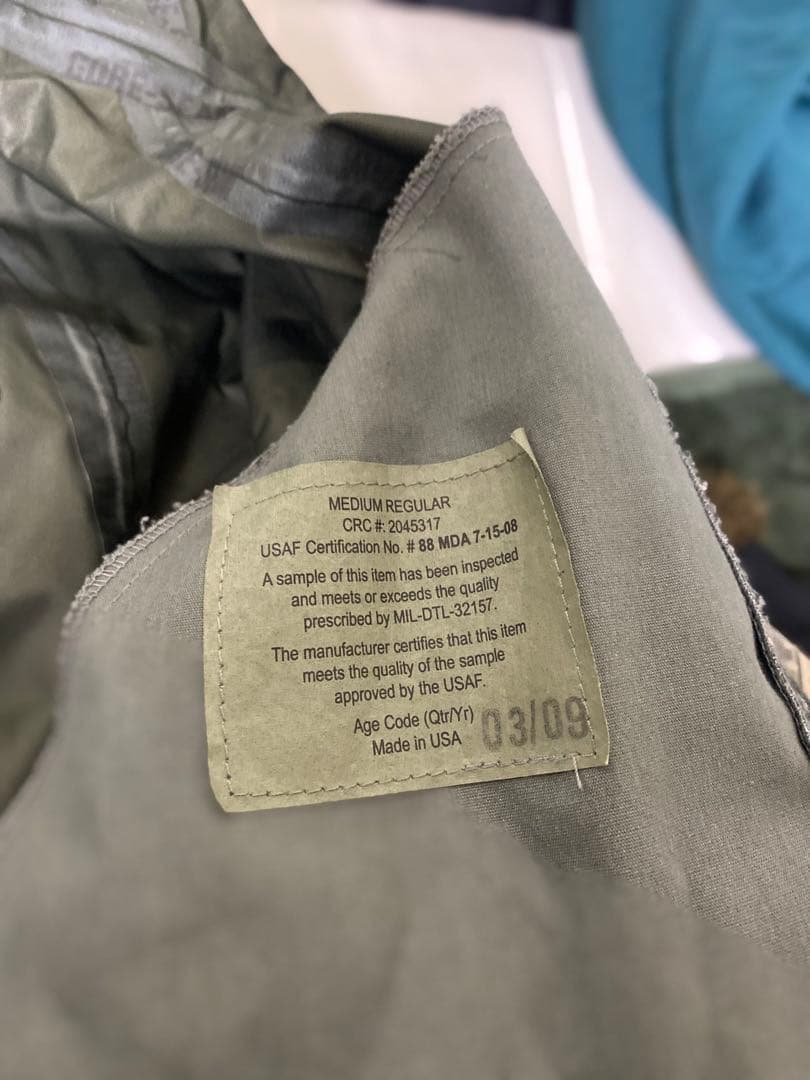 GORE-
MEDIUM REGULAR
CRC #: 2045317
USAF Certification No. # 88 MDA 7-15-08
A sample of this item has been inspected
and meets or exceeds the quality
prescribed by MIL-DTL-32157.
The manufacturer certifies that this item
meets the quality of the sample
approved by the USAF.
Age Code (Qtr/Yr) 03/09
Made in USA